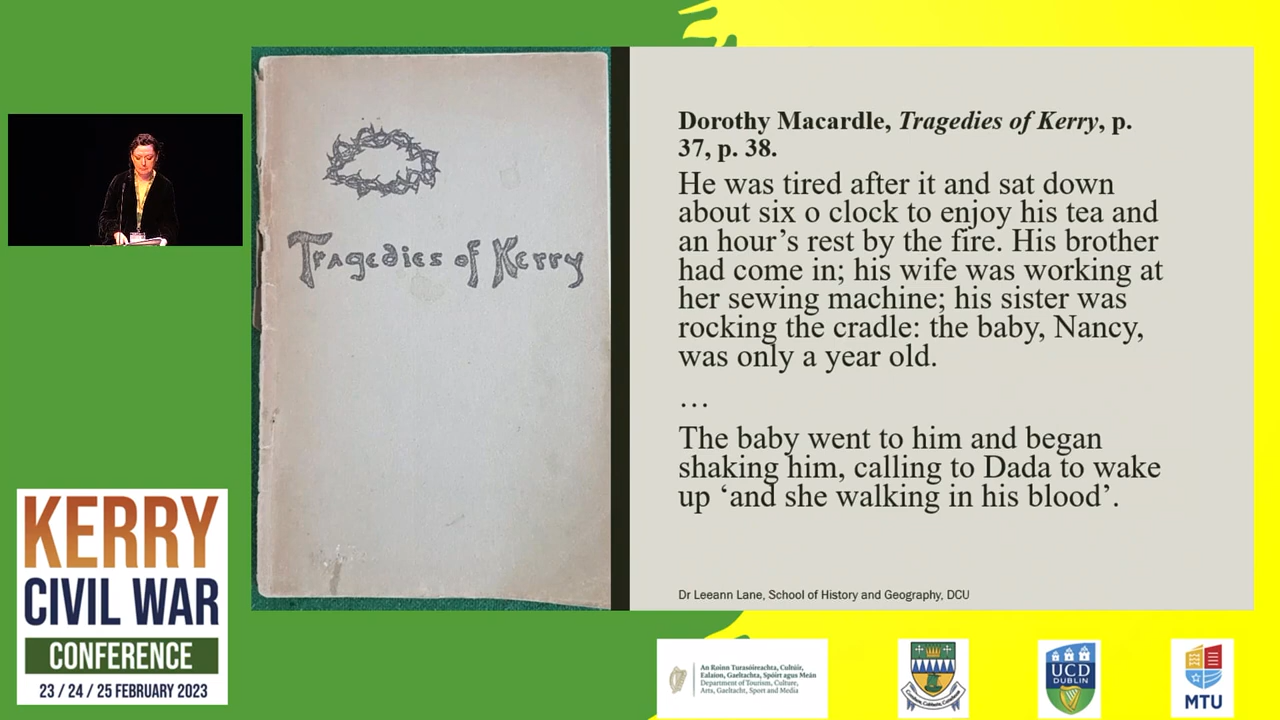 Tragedies of Kerry
Dorothy Macardle, Tragedies of Kerry, p.
37, p. 38.
He was tired after it and sat down
about six o clock to enjoy his tea and
an hour’s rest by the fire. His brother
had come in; his wife was working at
her sewing machine; his sister was
rocking the cradle: the baby, Nancy,
was only a year old.
…
The baby went to him and began
shaking him, calling to Dada to wake
up ‘and she walking in his blood’.
Dr Leeann Lane, School of History and Geography, DCU
KERRY
CIVIL WAR
CONFERENCE
23 / 24 / 25 FEBRUARY 2023
An Roinn Turasóireachta, Cultúir,
Ealaíon, Gaeltachta, Spóirt agus Meán
Department of Tourism, Culture,
Arts, Gaeltacht, Sport and Media
UCD
DUBLIN
MTU